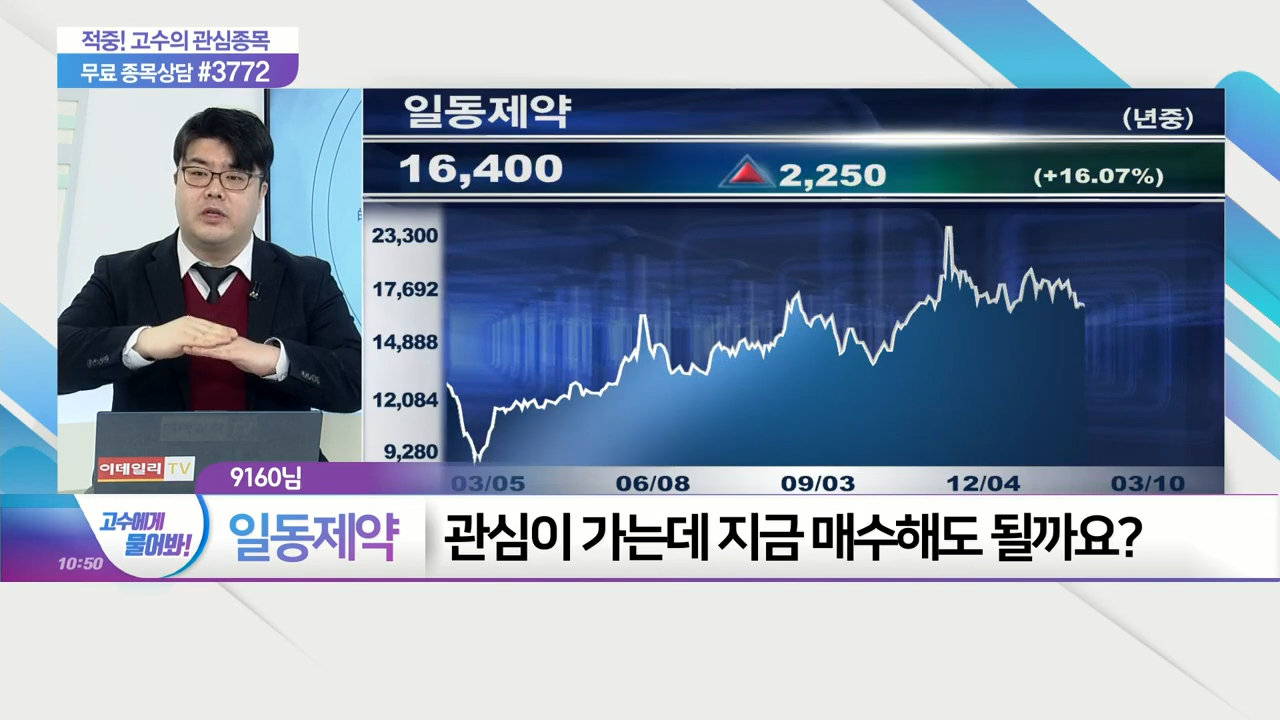 적중! 고수의 관심종목
무료 종목상담 #3772
일동제약
(년중)
16,400
2,250
(+16.07%)
23,300
17,692
14,888
12,084
9,280
03/05
06/08
09/03
12/04
03/10
이데일리 TV
9160님
고수에게
물어봐!
10:50
일동제약
관심이 가는데 지금 매수해도 될까요?